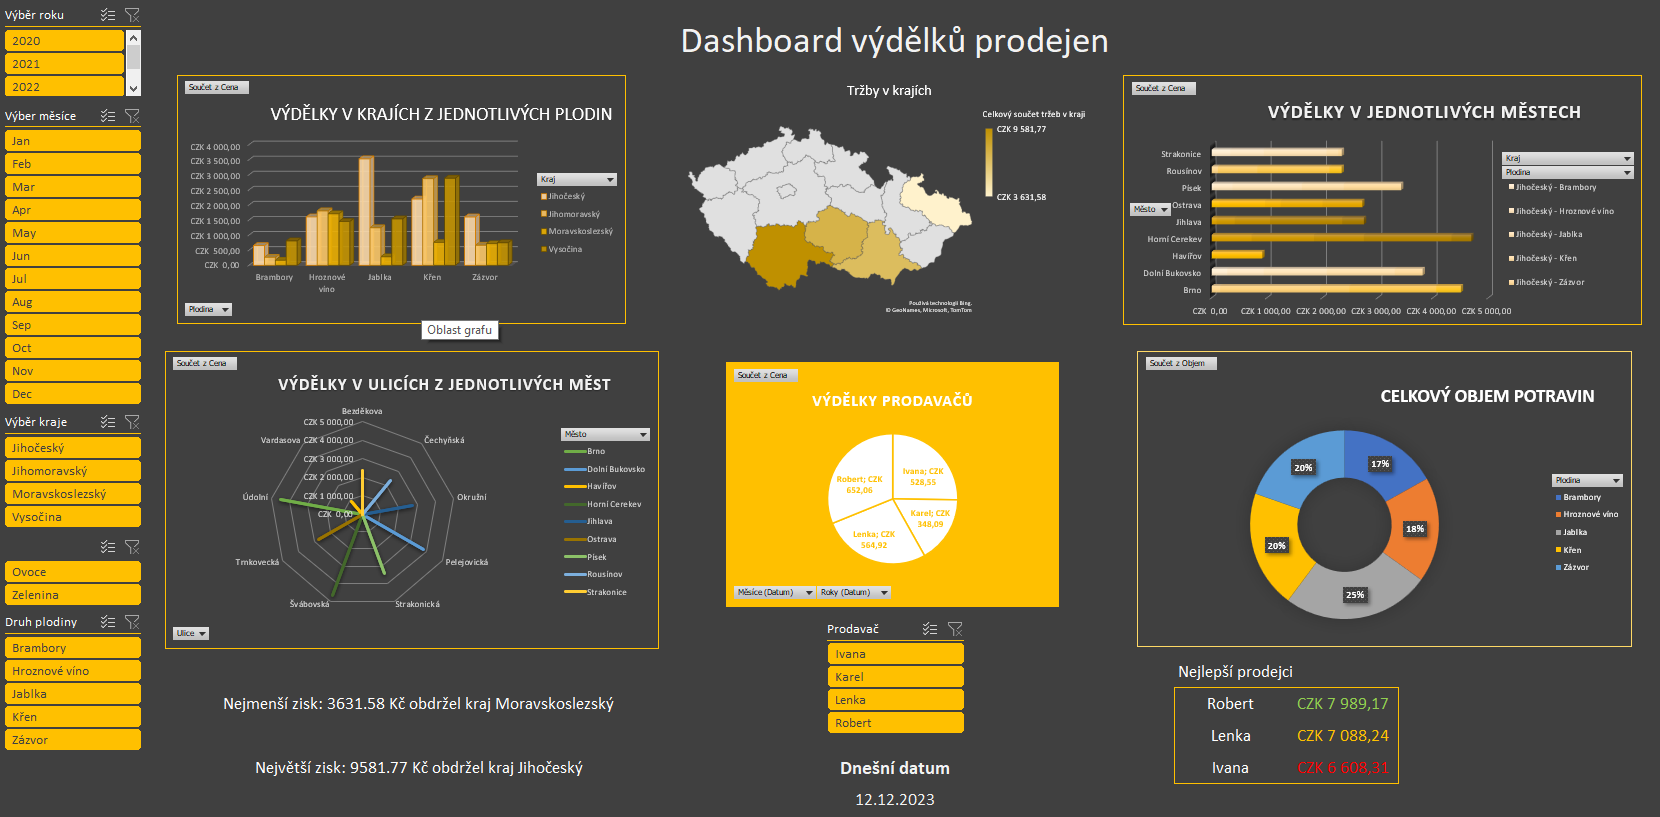 Dashboard výdělků prodejen
Výběr roku
2020
2021
2022
Výber měsíce
Jan
Feb
Mar
Apr
May
Jun
Jul
Aug
Sep
Oct
Nov
Dec
Výběr kraje
Jihočeský
Jihomoravský
Moravskoslezský
Vysočina
Ovoce
Zelenina
Druh plodiny
Brambory
Hroznové víno
Jablka
Křen
Zázvor
Součet z Cena
VÝDĚLKY V KRAJÍCH Z JEDNOTLIVÝCH PLODIN
CZK 4 000,00
CZK 3 500,00
CZK 3 000,00
CZK 2 500,00
CZK 2 000,00
CZK 1 500,00
CZK 1 000,00
CZK 500,00
CZK 0,00
Brambory
Hroznové
víno
Jablka
Křen
Zázvor
Kraj
Jihočeský
Jihomoravský
Moravskoslezský
Vysočina
Plodina
Oblast grafu
Tržby v krajích
Celkový součet tržeb v kraji
CZK 9 581,77
CZK 3 631,58
Používá technologii Bing.
© GeoNames, Microsoft, TomTom
Součet z Cena
VÝDĚLKY V JEDNOTLIVÝCH MĚSTECH
Město
Strakonice
Rousínov
Písek
Ostrava
Jihlava
Horní Cerekev
Havířov
Dolní Bukovsko
Brno
CZK 0,00
CZK 1 000,00
CZK 2 000,00
CZK 3 000,00
CZK 4 000,00
CZK 5 000,00
Kraj
Plodina
Jihočeský - Brambory
Jihočeský - Hroznové víno
Jihočeský - Jablka
Jihočeský - Křen
Jihočeský - Zázvor
Součet z Cena
VÝDĚLKY V ULICÍCH Z JEDNOTLIVÝCH MĚST
Bezděkova
Čechyňská
Okružní
Pelejovická
Strakonická
Švábovská
Trnkovecká
Údolní
Vardasova
CZK 5 000,00
CZK 4 000,00
CZK 3 000,00
CZK 2 000,00
CZK 1 000,00
CZK 0,00
Město
Brno
Dolní Bukovsko
Havířov
Horní Cerekev
Jihlava
Ostrava
Písek
Rousínov
Strakonice
Ulice
Součet z Cena
VÝDĚLKY PRODAVAČŮ
Robert; CZK
652,06
Ivana; CZK
528,55
Karel; CZK
348,09
Lenka; CZK
564,92
Měsíce (Datum)
Roky (Datum)
Součet z Objem
CELKOVÝ OBJEM POTRAVIN
17%
18%
25%
20%
20%
Plodina
Brambory
Hroznové víno
Jablka
Křen
Zázvor
Prodavač
Ivana
Karel
Lenka
Robert
Nejmenší zisk: 3631.58 Kč obdržel kraj Moravskoslezský
Největší zisk: 9581.77 Kč obdržel kraj Jihočeský
Dnešní datum
12.12.2023
Nejlepší prodejci
Robert CZK 7 989,17
Lenka CZK 7 088,24
Ivana CZK 6 608,31